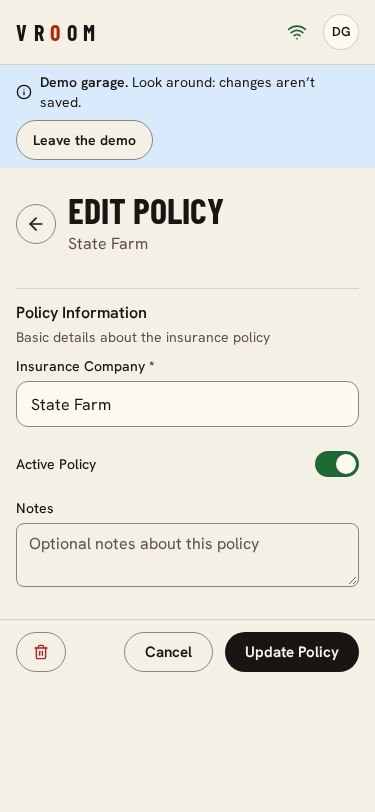 VROOM
DG
Demo garage. Look around: changes aren’t
saved.
Leave the demo
EDIT POLICY
State Farm
Policy Information
Basic details about the insurance policy
Insurance Company *
State Farm
Active Policy
Notes
Optional notes about this policy
Cancel
Update Policy